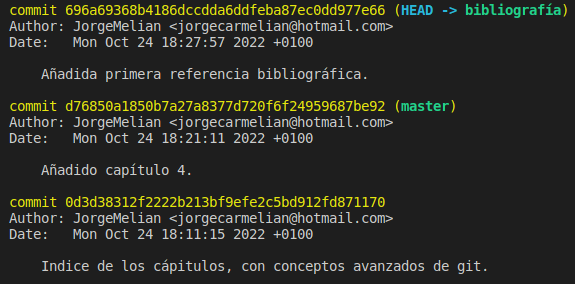 commit 696a69368b4186dccdda6ddfeba87ec0dd977e66 (HEAD -> bibliografía)
Author: JorgeMelian <jorgecarmelian@hotmail.com>
Date:   Mon Oct 24 18:27:57 2022 +0100
Añadida primera referencia bibliográfica.
commit d76850a1850b7a27a8377d720f6f24959687be92 (master)
Author: JorgeMelian <jorgecarmelian@hotmail.com>
Date:   Mon Oct 24 18:21:11 2022 +0100
Añadido capítulo 4.
commit 0d3d38312f2222b213bf9efe2c5bd912fd871170
Author: JorgeMelian <jorgecarmelian@hotmail.com>
Date:   Mon Oct 24 18:11:15 2022 +0100
Indice de los cápitulos, con conceptos avanzados de git.